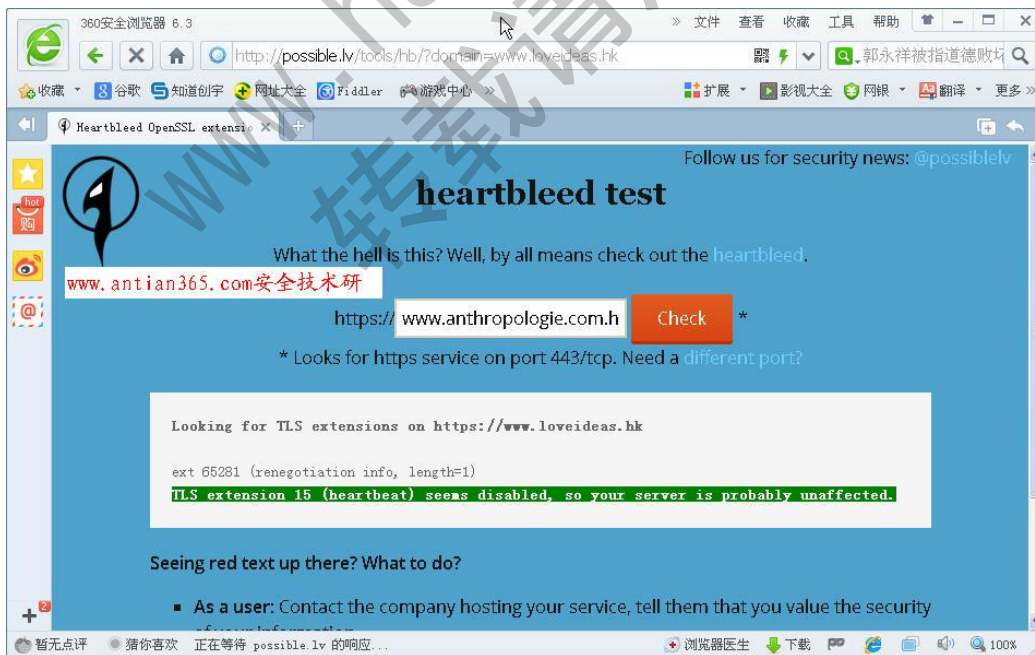 360安全浏览器 6.3
» 文件 查看 收藏 工具 帮助
http://possible.lv/tools/hb/?domain=www.loveideas.hk
郭永祥被指道德败坏
收藏 谷歌 知道创宇 网址大全 Fiddler 游戏中心 »
扩展 影视大全 网银 翻译 更多 »
Heartbleed OpenSSL extensio
hot
购
Follow us for security news: @possiblelv
heartbleed test
What the hell is this? Well, by all means check out the heartbleed.
www.antian365.com安全技术研
https:// www.anthropologie.com.h Check *
* Looks for https service on port 443/tcp. Need a different port?
Looking for TLS extensions on https://www.loveideas.hk
ext 65281 (renegotiation info, length=1)
TLS extension 15 (heartbeat) seems disabled, so your server is probably unaffected.
Seeing red text up there? What to do?
▪ As a user: Contact the company hosting your service, tell them that you value the security
of your information
2
暂无点评 猜你喜欢 正在等待 possible.lv 的响应...
浏览器医生 下载 100%